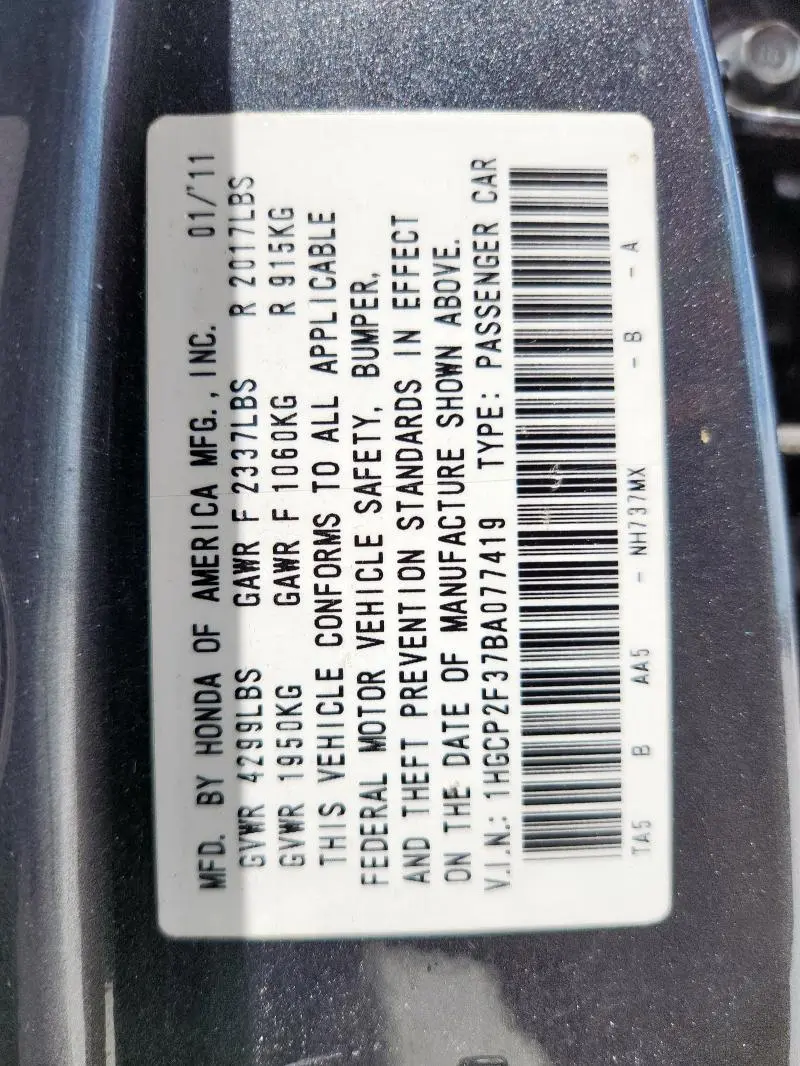 MFD. BY HONDA OF AMERICA MFG., INC. 01/'11
GVWR 4299LBS GAWR F 2337LBS R 2017LBS
GVWR 1950KG GAWR F 1060KG R 915KG
THIS VEHICLE CONFORMS TO ALL APPLICABLE
FEDERAL MOTOR VEHICLE SAFETY, BUMPER,
AND THEFT PREVENTION STANDARDS IN EFFECT
ON THE DATE OF MANUFACTURE SHOWN ABOVE.
V.I.N.: 1HGCP2F37BA077419 TYPE: PASSENGER CAR
TA5 B AA5 - NH737MX - B - A